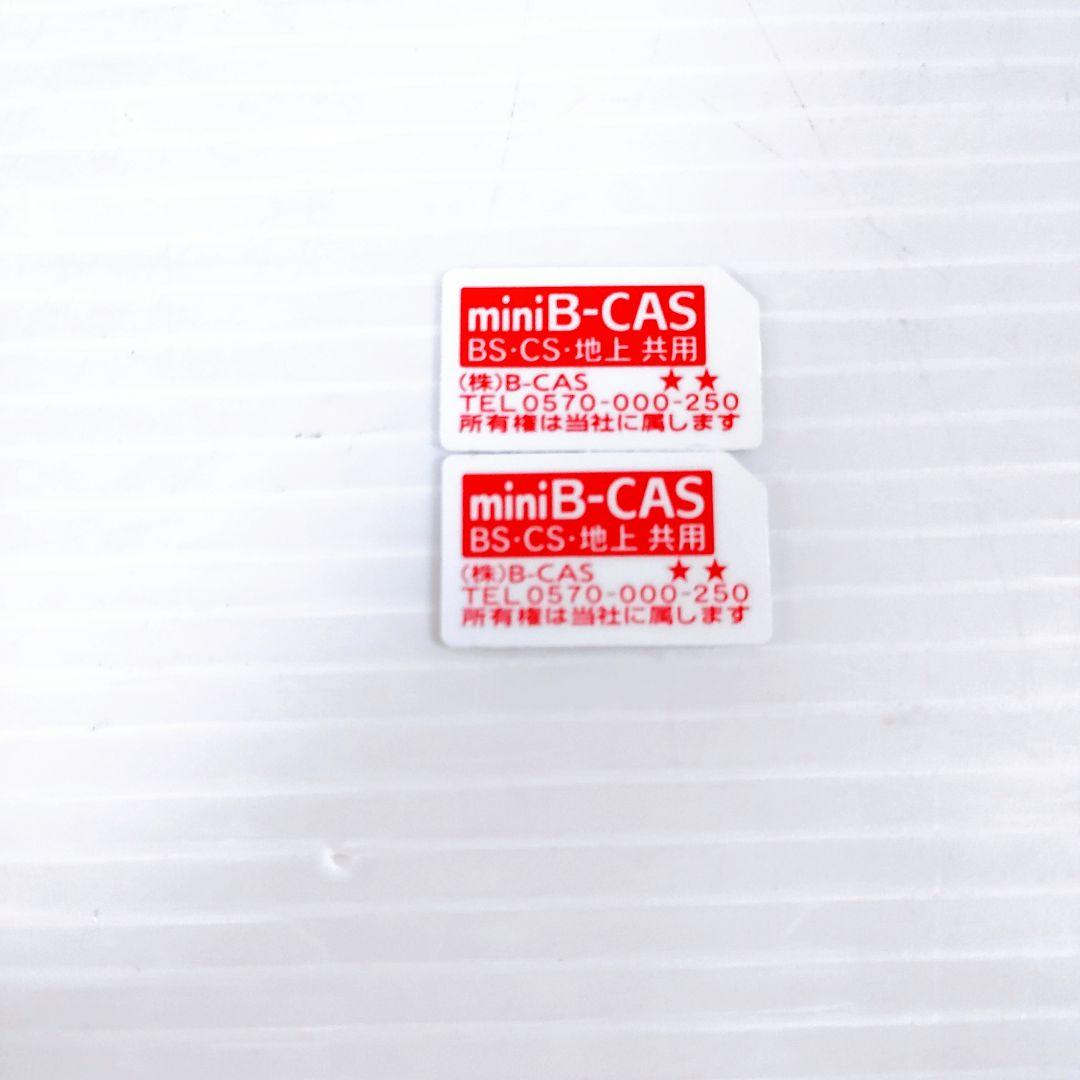 miniB-CAS
BS・CS・地上 共用
(株)B-CAS ★★
TEL 0570-000-250
所有権は当社に属します
miniB-CAS
BS・CS・地上 共用
(株)B-CAS ★★
TEL 0570-000-250
所有権は当社に属します